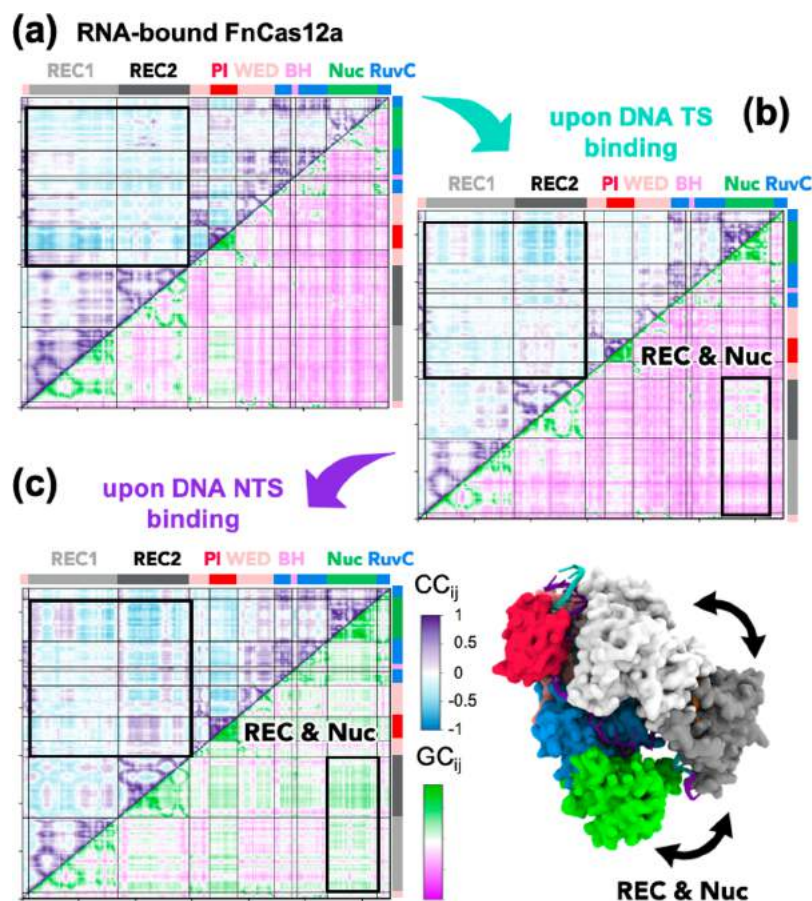 (a) RNA-bound FnCas12a
REC1 REC2 PI WED BH Nuc RuvC
upon DNA TS
binding
(b)
REC1 REC2 PI WED BH Nuc RuvC
REC & Nuc
(c) upon DNA NTS
binding
REC1 REC2 PI WED BH Nuc RuvC
REC & Nuc
CCij
1
0.5
0
-0.5
-1
GCij
REC & Nuc